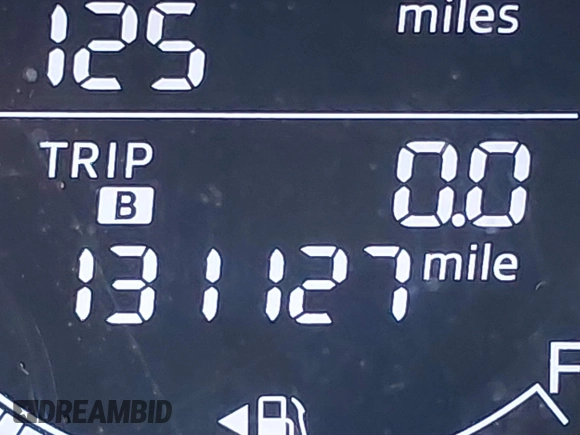 125 miles
TRIP B 0.0
131127 mile
F
DREAMBID